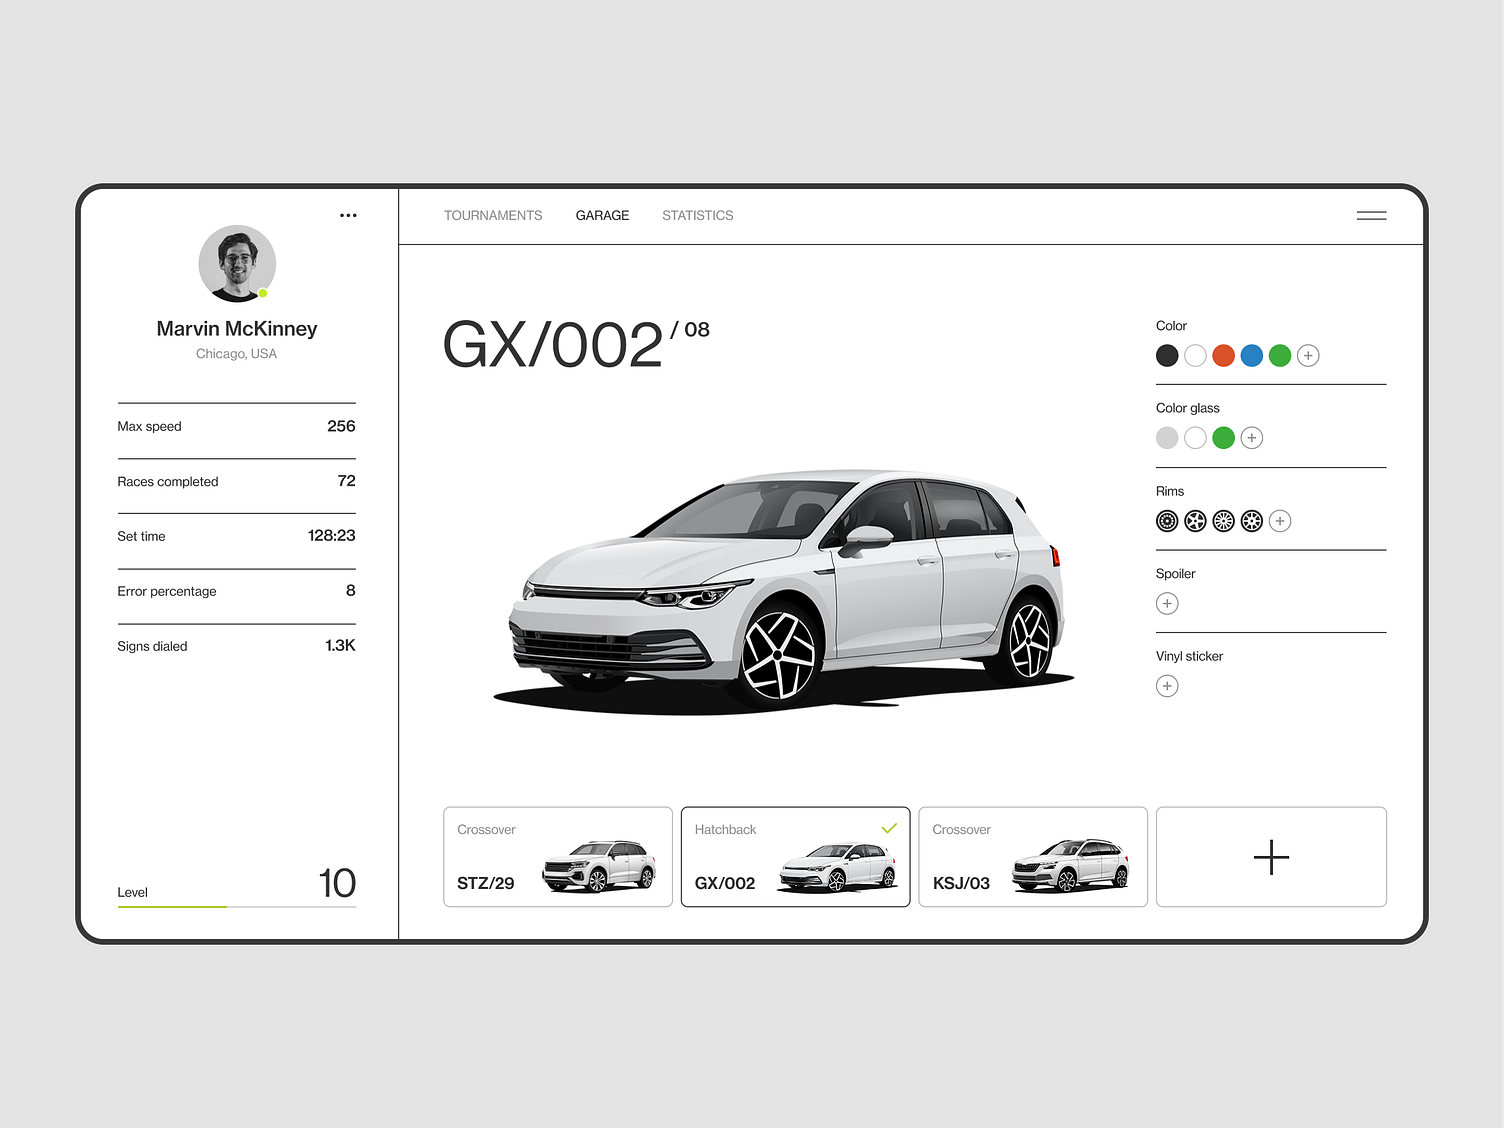 TOURNAMENTS GARAGE STATISTICS
Marvin McKinney
Chicago, USA
Max speed 256
Races completed 72
Set time 128:23
Error percentage 8
Signs dialed 1.3K
Level 10
GX/002 / 08
Color
Color glass
Rims
Spoiler
Vinyl sticker
Crossover
STZ/29
Hatchback
GX/002
Crossover
KSJ/03